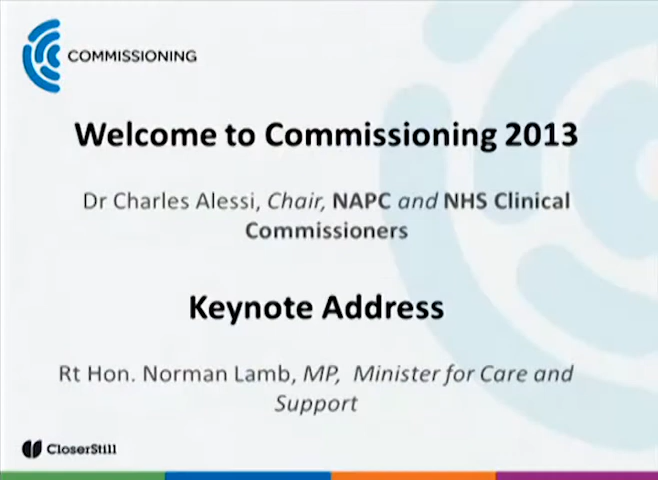 COMMISSIONING
Welcome to Commissioning 2013
Dr Charles Alessi, Chair, NAPC and NHS Clinical
Commissioners
Keynote Address
Rt Hon. Norman Lamb, MP, Minister for Care and
Support
CloserStill